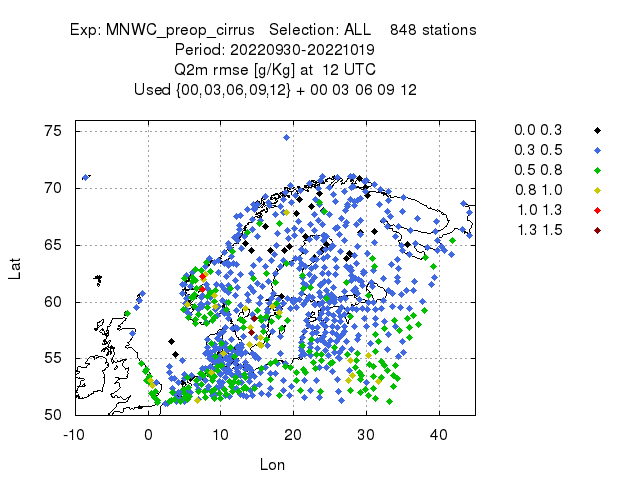 Exp: MNWC_preop_cirrus   Selection: ALL    848 stations
Period: 20220930-20221019
Q2m rmse [g/Kg] at  12 UTC
Used {00,03,06,09,12} + 00 03 06 09 12
75
70
65
60
55
50
-10 0 10 20 30 40
Lat
Lon
0.0 0.3
0.3 0.5
0.5 0.8
0.8 1.0
1.0 1.3
1.3 1.5